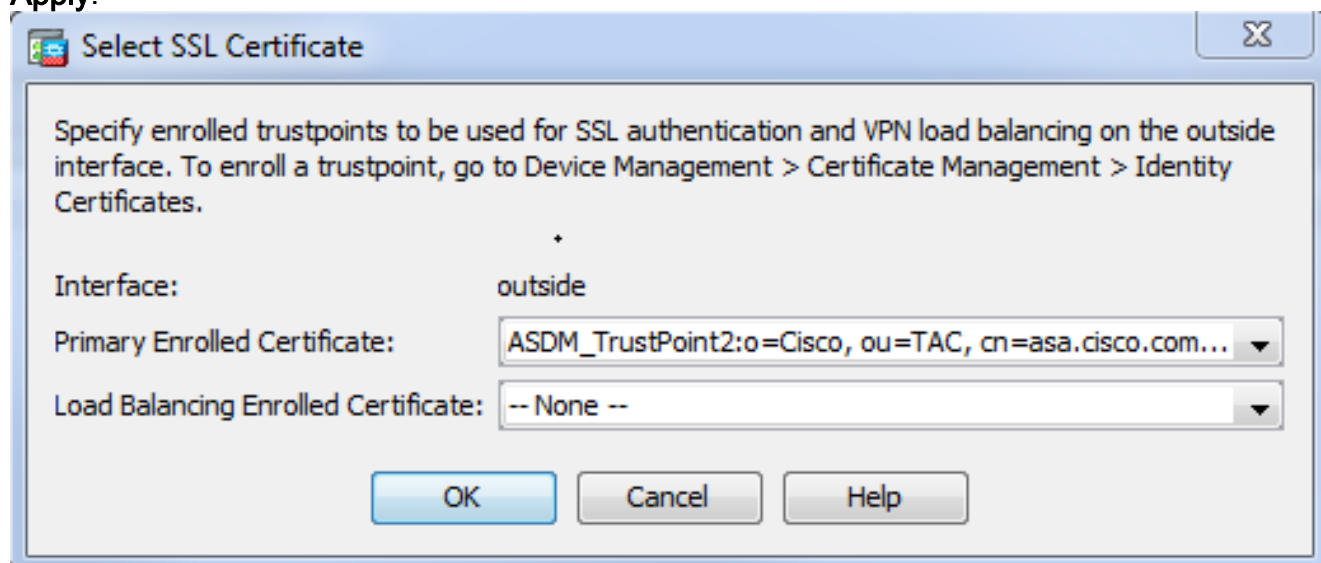 Apply.
Select SSL Certificate
Specify enrolled trustpoints to be used for SSL authentication and VPN load balancing on the outside
interface. To enroll a trustpoint, go to Device Management > Certificate Management > Identity
Certificates.
Interface: outside
Primary Enrolled Certificate: ASDM_TrustPoint2:o=Cisco, ou=TAC, cn=asa.cisco.com...
Load Balancing Enrolled Certificate: -- None --
OK Cancel Help